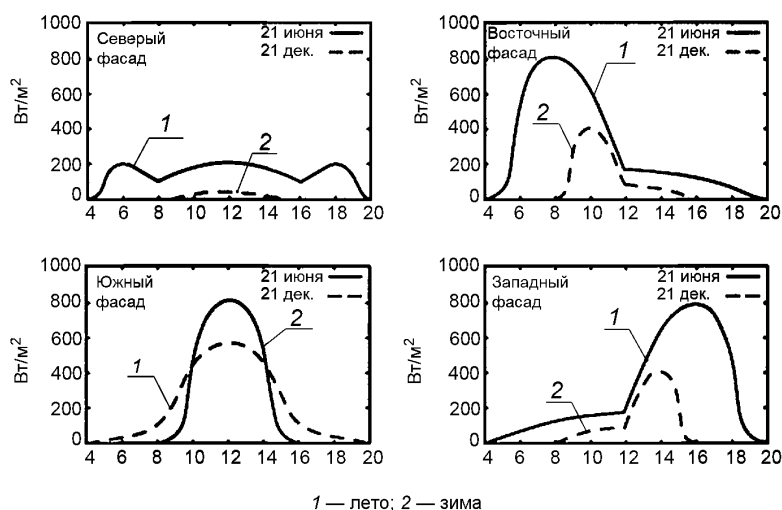 Северый фасад
21 июня
21 дек.
Вт/м²
1000
800
600
400
200
0
4 6 8 10 12 14 16 18 20
1
2
Восточный фасад
21 июня
21 дек.
Вт/м²
1000
800
600
400
200
0
4 6 8 10 12 14 16 18 20
1
2
Южный фасад
21 июня
21 дек.
Вт/м²
1000
800
600
400
200
0
4 6 8 10 12 14 16 18 20
1
2
Западный фасад
21 июня
21 дек.
Вт/м²
1000
800
600
400
200
0
4 6 8 10 12 14 16 18 20
1
2
1 — лето; 2 — зима